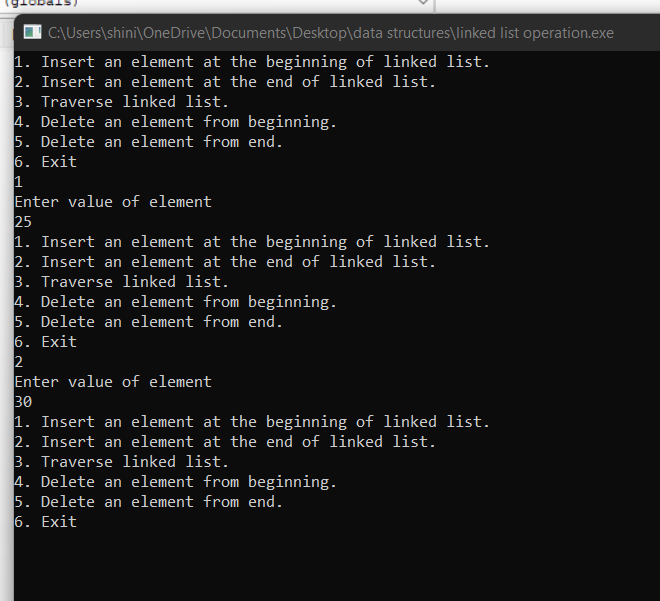 (globals)
C:\Users\shini\OneDrive\Documents\Desktop\data structures\linked list operation.exe
1. Insert an element at the beginning of linked list.
2. Insert an element at the end of linked list.
3. Traverse linked list.
4. Delete an element from beginning.
5. Delete an element from end.
6. Exit
1
Enter value of element
25
1. Insert an element at the beginning of linked list.
2. Insert an element at the end of linked list.
3. Traverse linked list.
4. Delete an element from beginning.
5. Delete an element from end.
6. Exit
2
Enter value of element
30
1. Insert an element at the beginning of linked list.
2. Insert an element at the end of linked list.
3. Traverse linked list.
4. Delete an element from beginning.
5. Delete an element from end.
6. Exit